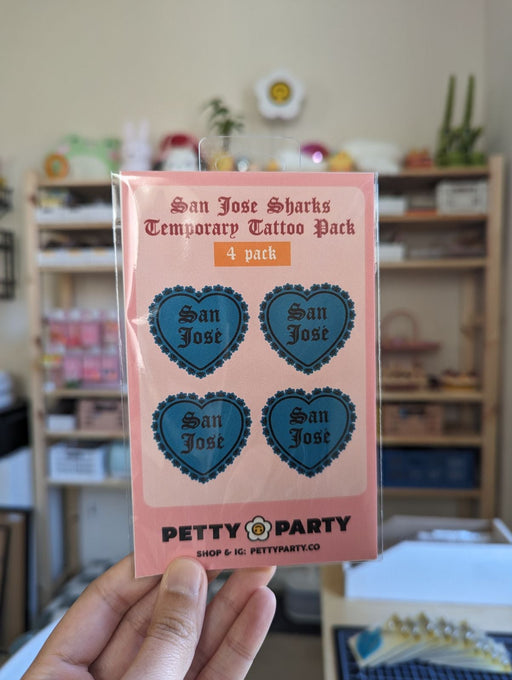 San Jose Sharks
Temporary Tattoo Pack
4 pack
San
José
San
José
San
José
San
José
PETTY PARTY
SHOP & IG: PETTYPARTY.CO